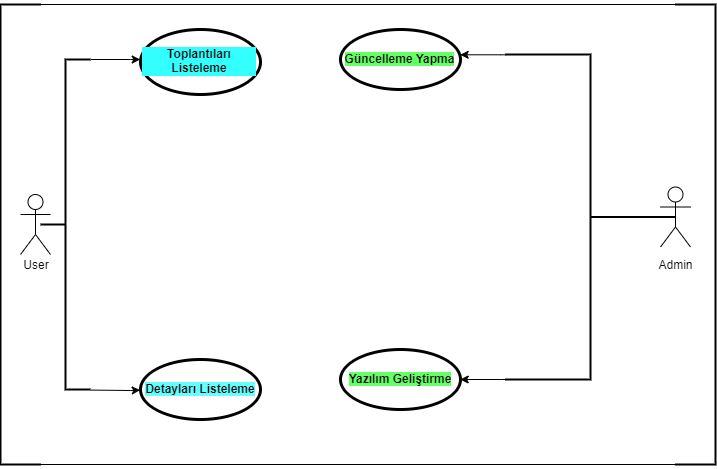 Toplantıları
Listeleme
Güncelleme Yapma
User
Admin
Detayları Listeleme
Yazılım Geliştirme